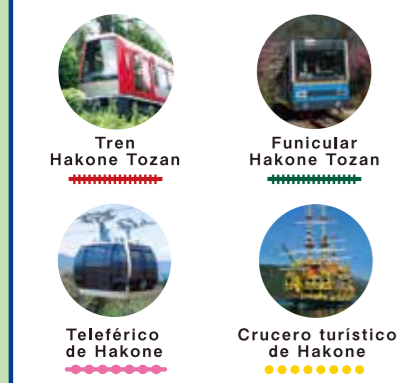 Tren
Hakone Tozan
Funicular
Hakone Tozan
Teleférico
de Hakone
Crucero turístico
de Hakone